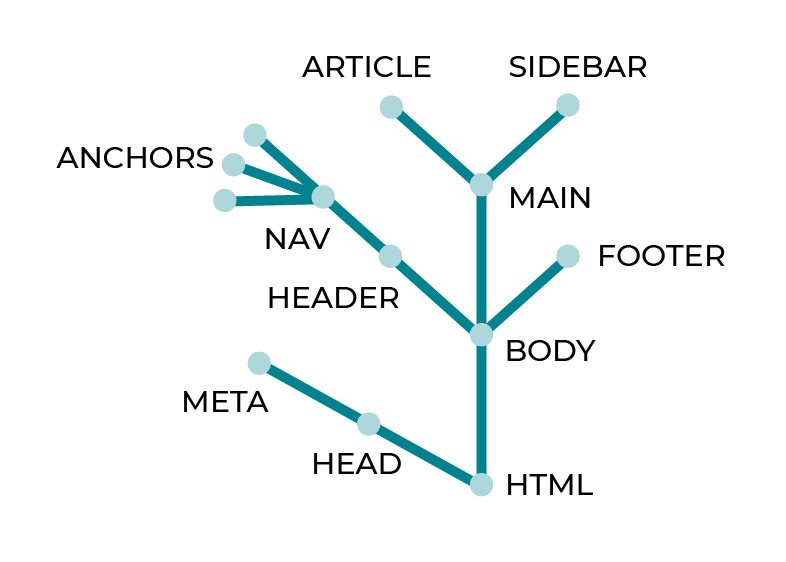 ARTICLE
SIDEBAR
ANCHORS
MAIN
NAV
FOOTER
HEADER
BODY
META
HEAD
HTML